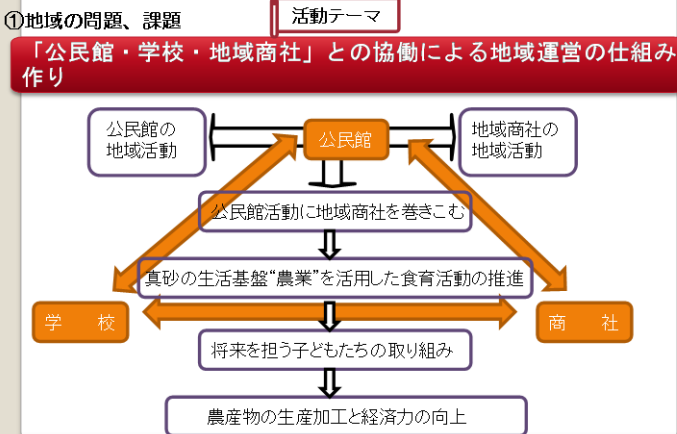 ①地域の問題、課題
活動テーマ
「公民館・学校・地域商社」との協働による地域運営の仕組み
作り
公民館の
地域活動
公民館
地域商社の
地域活動
公民館活動に地域商社を巻きこむ
真砂の生活基盤“農業”を活用した食育活動の推進
学　校
商　社
将来を担う子どもたちの取り組み
農産物の生産加工と経済力の向上